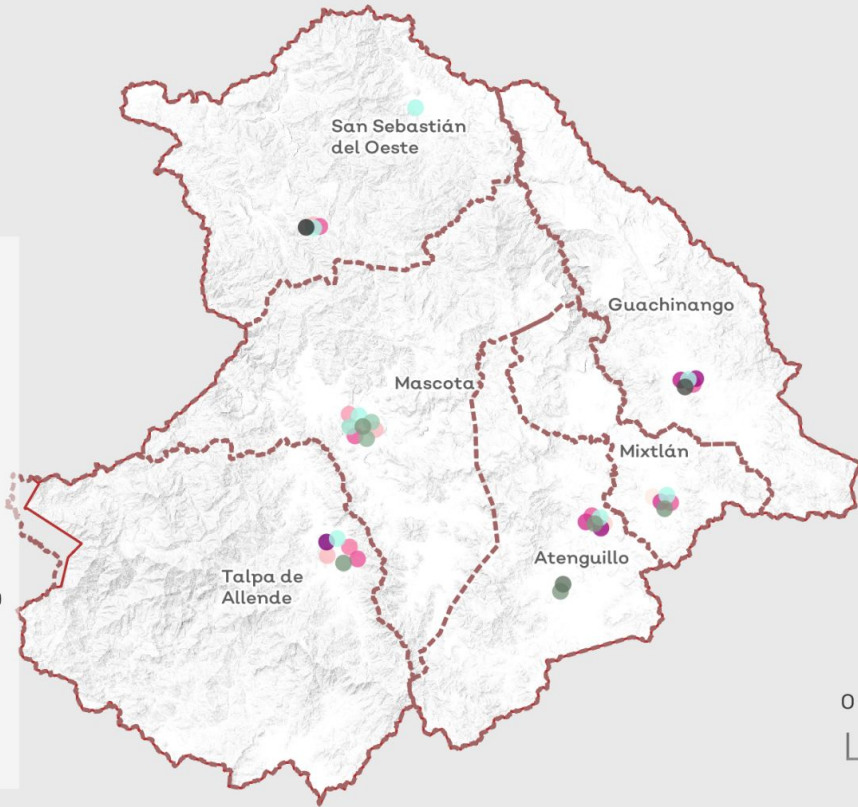 San Sebastián
del Oeste
Guachinango
Mascota
Mixtlán
Atenguillo
Talpa de
Allende
0